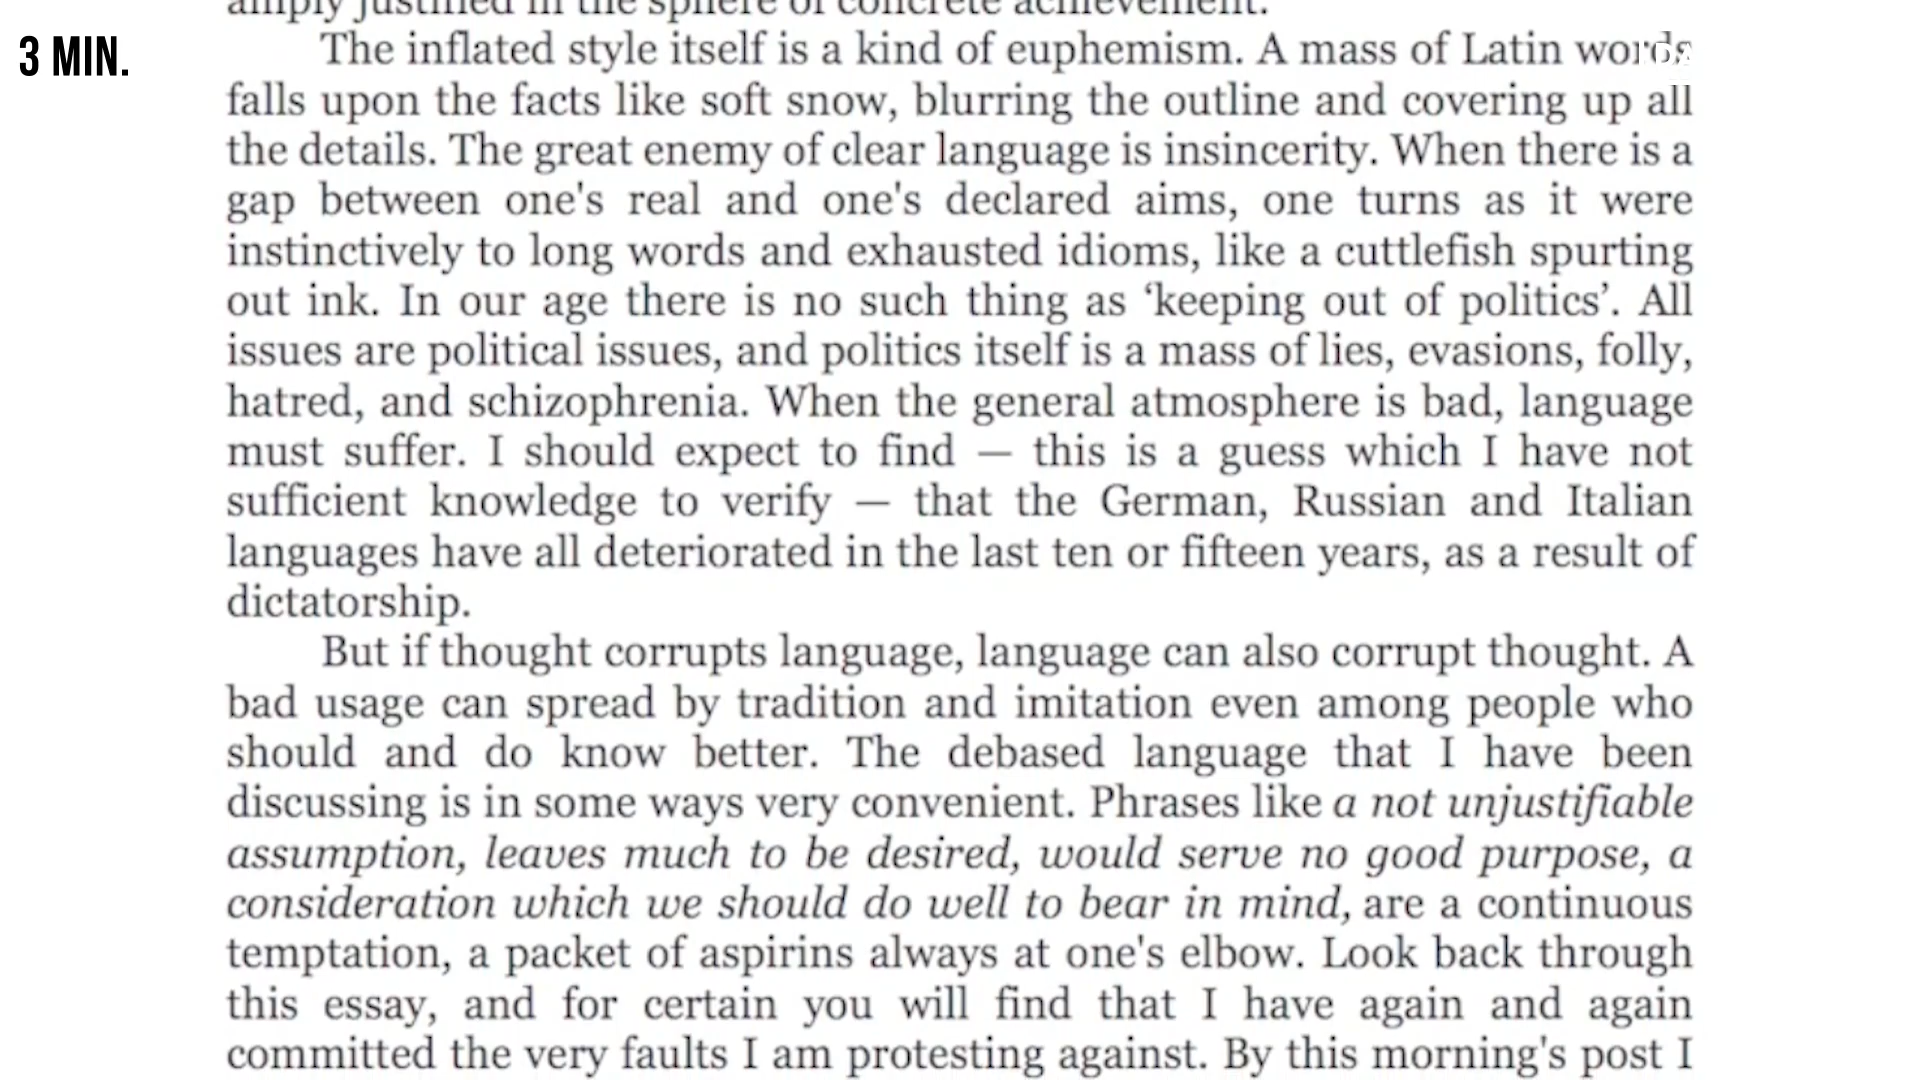 3 MIN.
amply justified in the sphere of concrete achievement.
The inflated style itself is a kind of euphemism. A mass of Latin words
falls upon the facts like soft snow, blurring the outline and covering up all
the details. The great enemy of clear language is insincerity. When there is a
gap between one's real and one's declared aims, one turns as it were
instinctively to long words and exhausted idioms, like a cuttlefish spurting
out ink. In our age there is no such thing as ‘keeping out of politics’. All
issues are political issues, and politics itself is a mass of lies, evasions, folly,
hatred, and schizophrenia. When the general atmosphere is bad, language
must suffer. I should expect to find — this is a guess which I have not
sufficient knowledge to verify — that the German, Russian and Italian
languages have all deteriorated in the last ten or fifteen years, as a result of
dictatorship.
But if thought corrupts language, language can also corrupt thought. A
bad usage can spread by tradition and imitation even among people who
should and do know better. The debased language that I have been
discussing is in some ways very convenient. Phrases like a not unjustifiable
assumption, leaves much to be desired, would serve no good purpose, a
consideration which we should do well to bear in mind, are a continuous
temptation, a packet of aspirins always at one's elbow. Look back through
this essay, and for certain you will find that I have again and again
committed the very faults I am protesting against. By this morning's post I